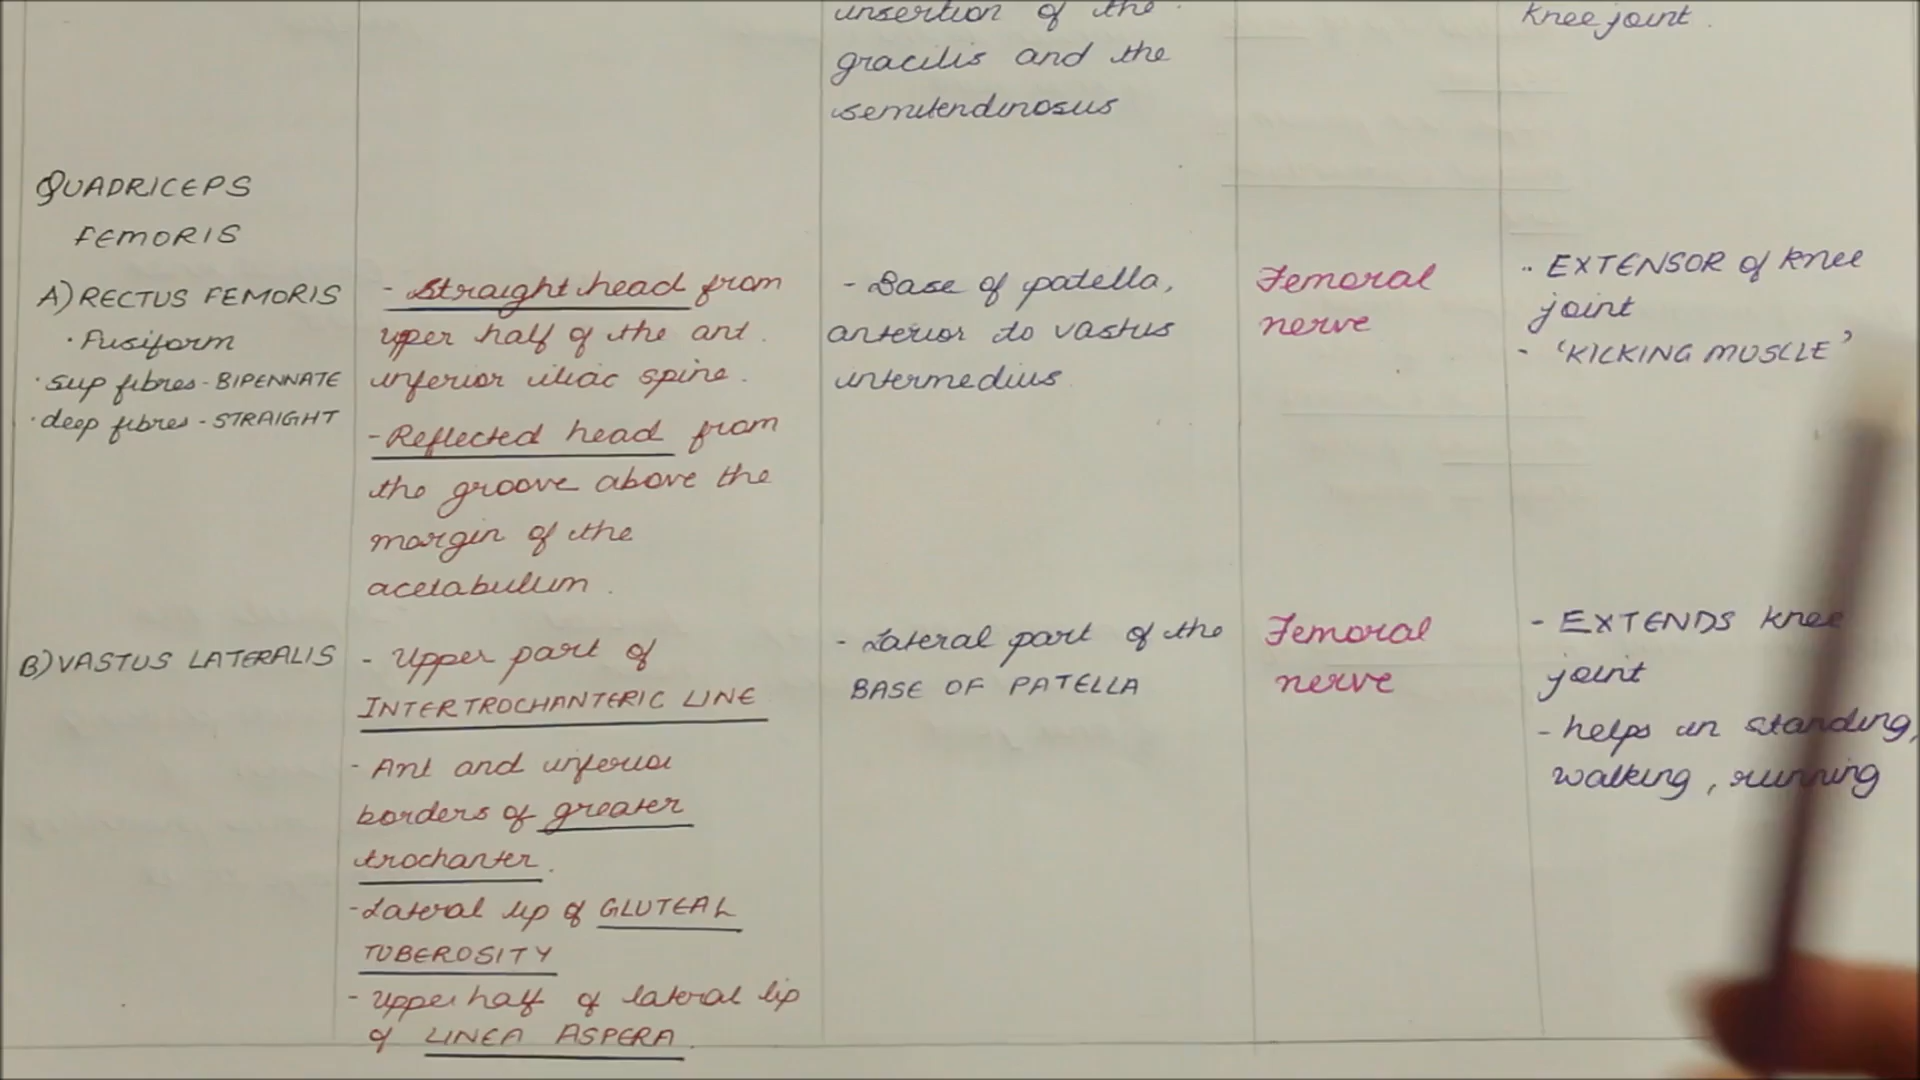 insertion of the
gracilis and the
semitendinosus
knee joint.
QUADRICEPS
FEMORIS
A) RECTUS FEMORIS
· Fusiform
· sup fibres - BIPENNATE
· deep fibres - STRAIGHT
- Straight head from
upper half of the ant.
inferior iliac spine.
- Reflected head from
the groove above the
margin of the
acetabulum.
- Base of patella,
anterior to vastus
intermedius
Femoral
nerve
- EXTENSOR of knee
joint
- 'KICKING MUSCLE'
B) VASTUS LATERALIS
- Upper part of
INTERTROCHANTERIC LINE
- Ant and inferior
borders of greater
trochanter.
- Lateral lip of GLUTEAL
TUBEROSITY
- Upper half of lateral lip
of LINEA ASPERA.
- Lateral part of the
BASE OF PATELLA
Femoral
nerve
- EXTENDS knee
joint
- helps in standing,
walking, running